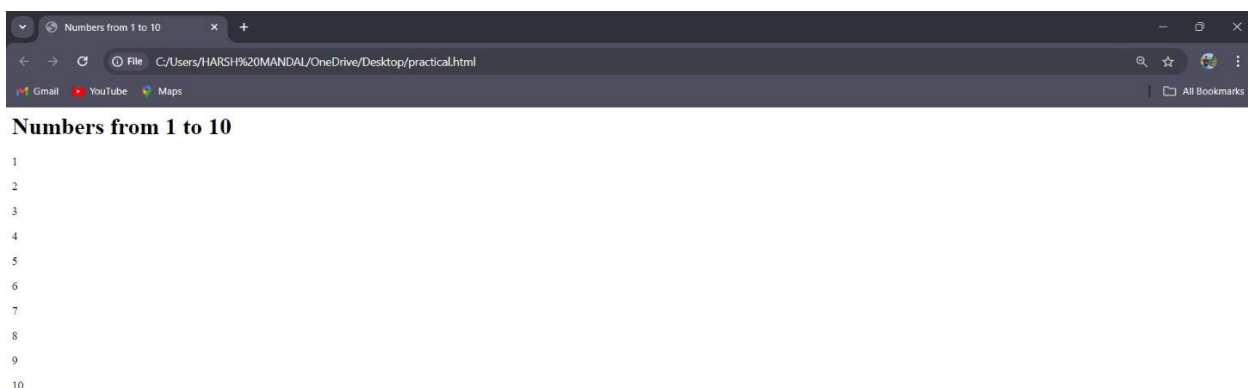 Numbers from 1 to 10
File C:/Users/HARSH%20MANDAL/OneDrive/Desktop/practical.html
Gmail YouTube Maps All Bookmarks
Numbers from 1 to 10
1
2
3
4
5
6
7
8
9
10